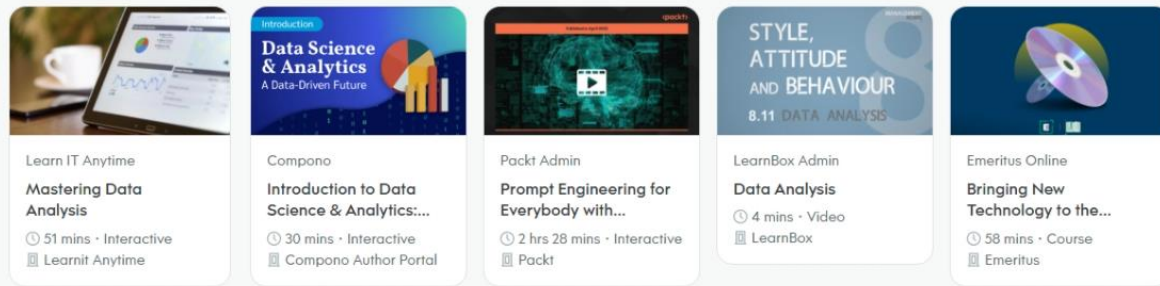 Introduction
Data Science
& Analytics
A Data-Driven Future
‹packt›
STYLE,
ATTITUDE
AND BEHAVIOUR
8
8.11 DATA ANALYSIS
Learn IT Anytime
Mastering Data
Analysis
51 mins · Interactive
Learnit Anytime
Compono
Introduction to Data
Science & Analytics:...
30 mins · Interactive
Compono Author Portal
Packt Admin
Prompt Engineering for
Everybody with...
2 hrs 28 mins · Interactive
Packt
LearnBox Admin
Data Analysis
4 mins · Video
LearnBox
Emeritus Online
Bringing New
Technology to the...
58 mins · Course
Emeritus